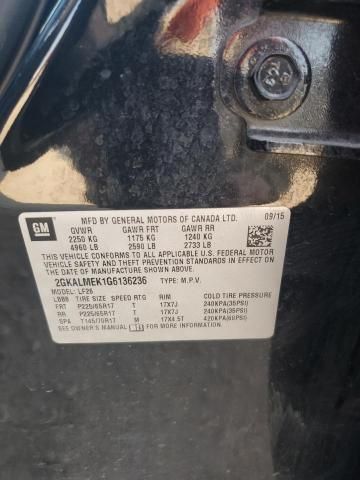 GM
MFD BY GENERAL MOTORS OF CANADA LTD. 09/15
GVWR GAWR FRT GAWR RR
2250 KG 1175 KG 1240 KG
4960 LB 2590 LB 2733 LB
THIS VEHICLE CONFORMS TO ALL APPLICABLE U.S. FEDERAL MOTOR
VEHICLE SAFETY, BUMPER, AND THEFT PREVENTION STANDARDS IN
EFFECT ON THE DATE OF MANUFACTURE SHOWN ABOVE.
2GKALMEK1G6136236 TYPE: M.P.V.
MODEL: LF26
LBBB TIRE SIZE SPEED RTG RIM COLD TIRE PRESSURE
FRT P225/65R17 T 17X7J 240KPA(35PSI)
RR P225/65R17 T 17X7J 240KPA(35PSI)
SPA T145/70R17 M 17X4.5T 420KPA(60PSI)
SEE OWNER'S MANUAL FOR ADDITIONAL INFORMATION.